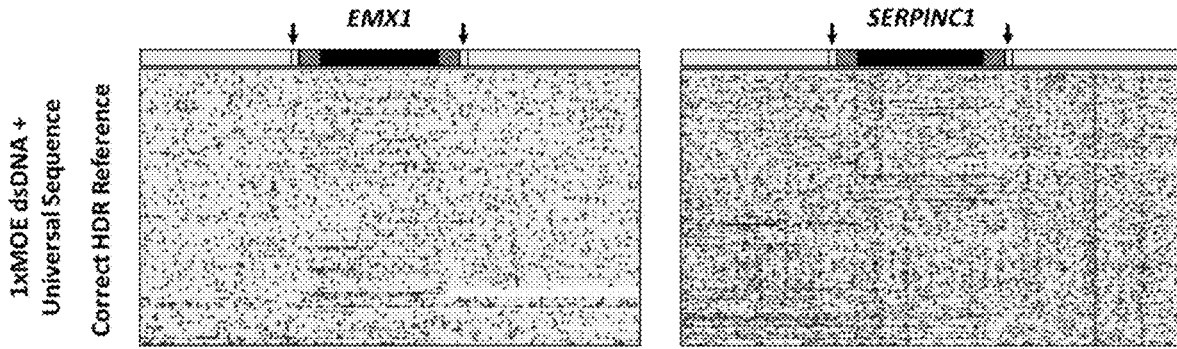 EMX1
SERPINC1
1xMOE dsDNA +
Universal Sequence
Correct HDR Reference